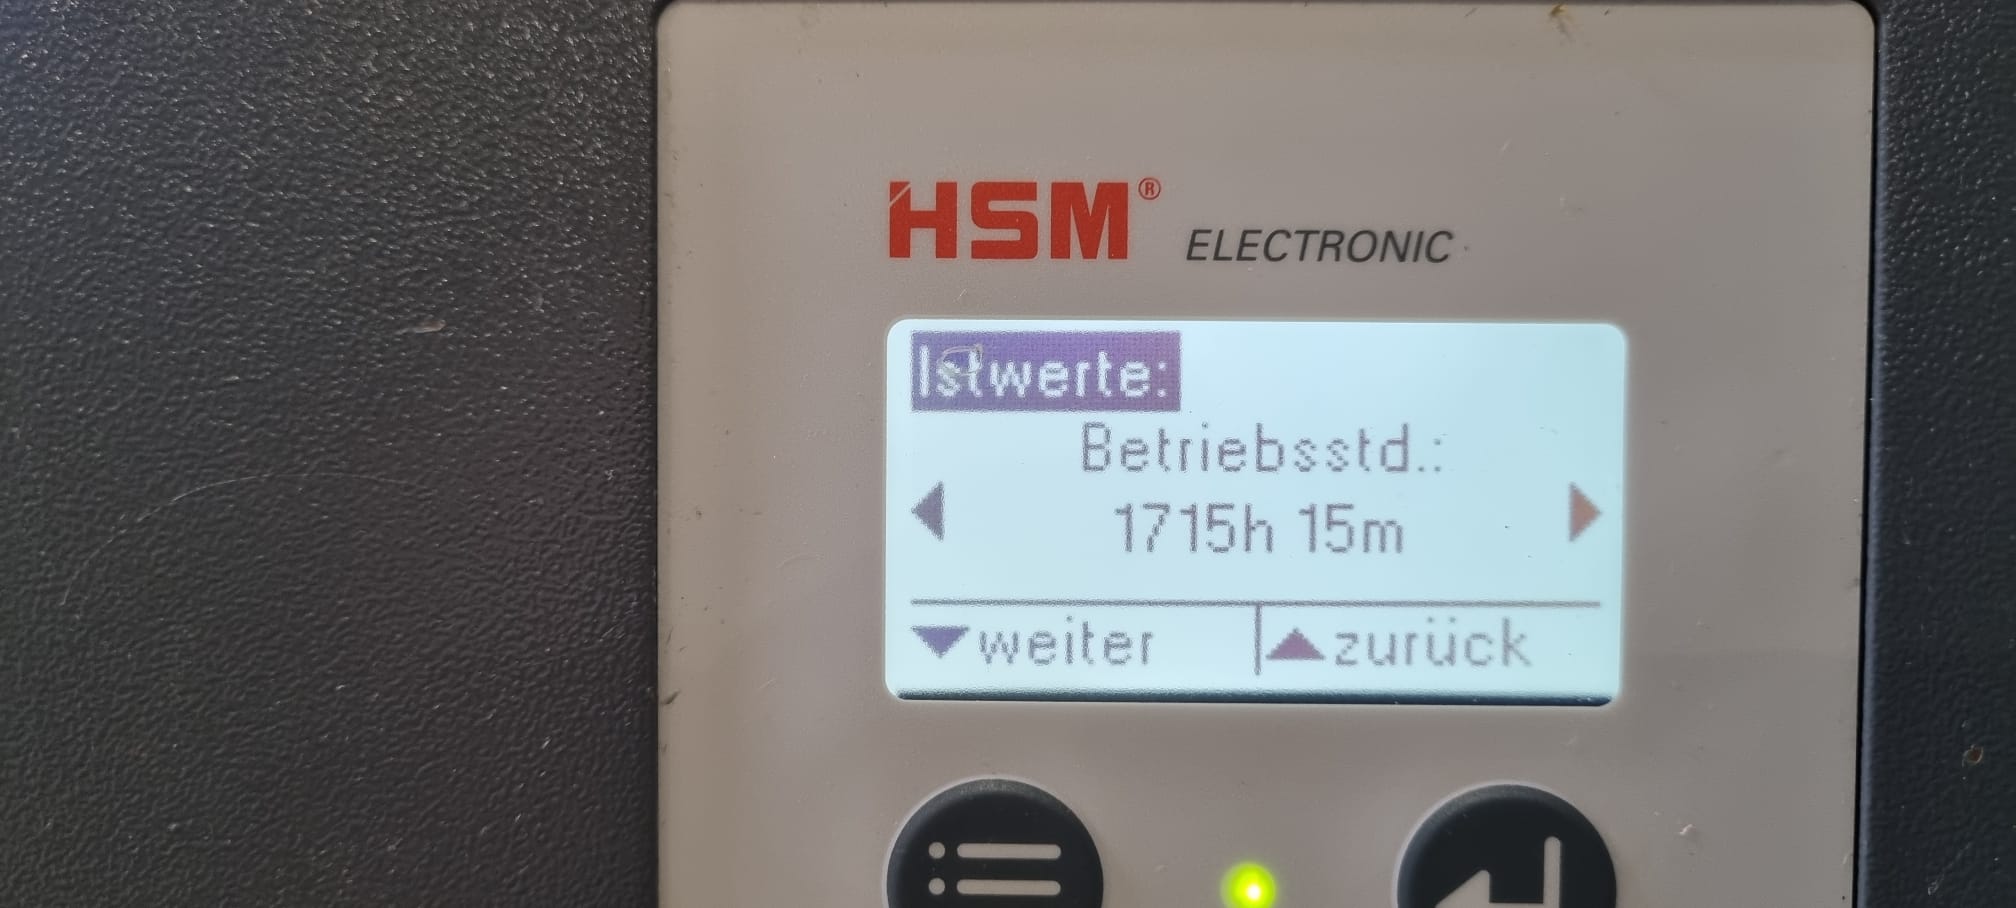 HSM® ELECTRONIC
Istwerte:
Betriebsstd.:
1715h 15m
weiter zurück